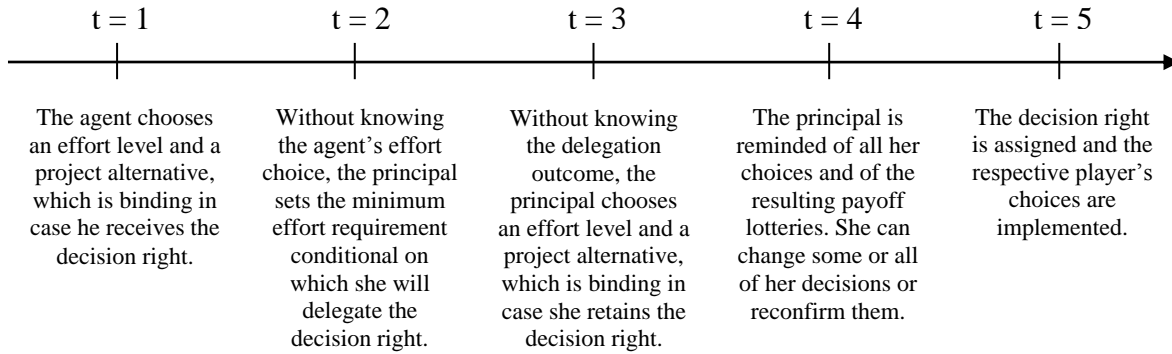 t = 1
t = 2
t = 3
t = 4
t = 5
The agent chooses
an effort level and a
project alternative,
which is binding in
case he receives the
decision right.
Without knowing
the agent’s effort
choice, the principal
sets the minimum
effort requirement
conditional on
which she will
delegate the
decision right.
Without knowing
the delegation
outcome, the
principal chooses
an effort level and a
project alternative,
which is binding in
case she retains the
decision right.
The principal is
reminded of all her
choices and of the
resulting payoff
lotteries. She can
change some or all
of her decisions or
reconfirm them.
The decision right
is assigned and the
respective player’s
choices are
implemented.